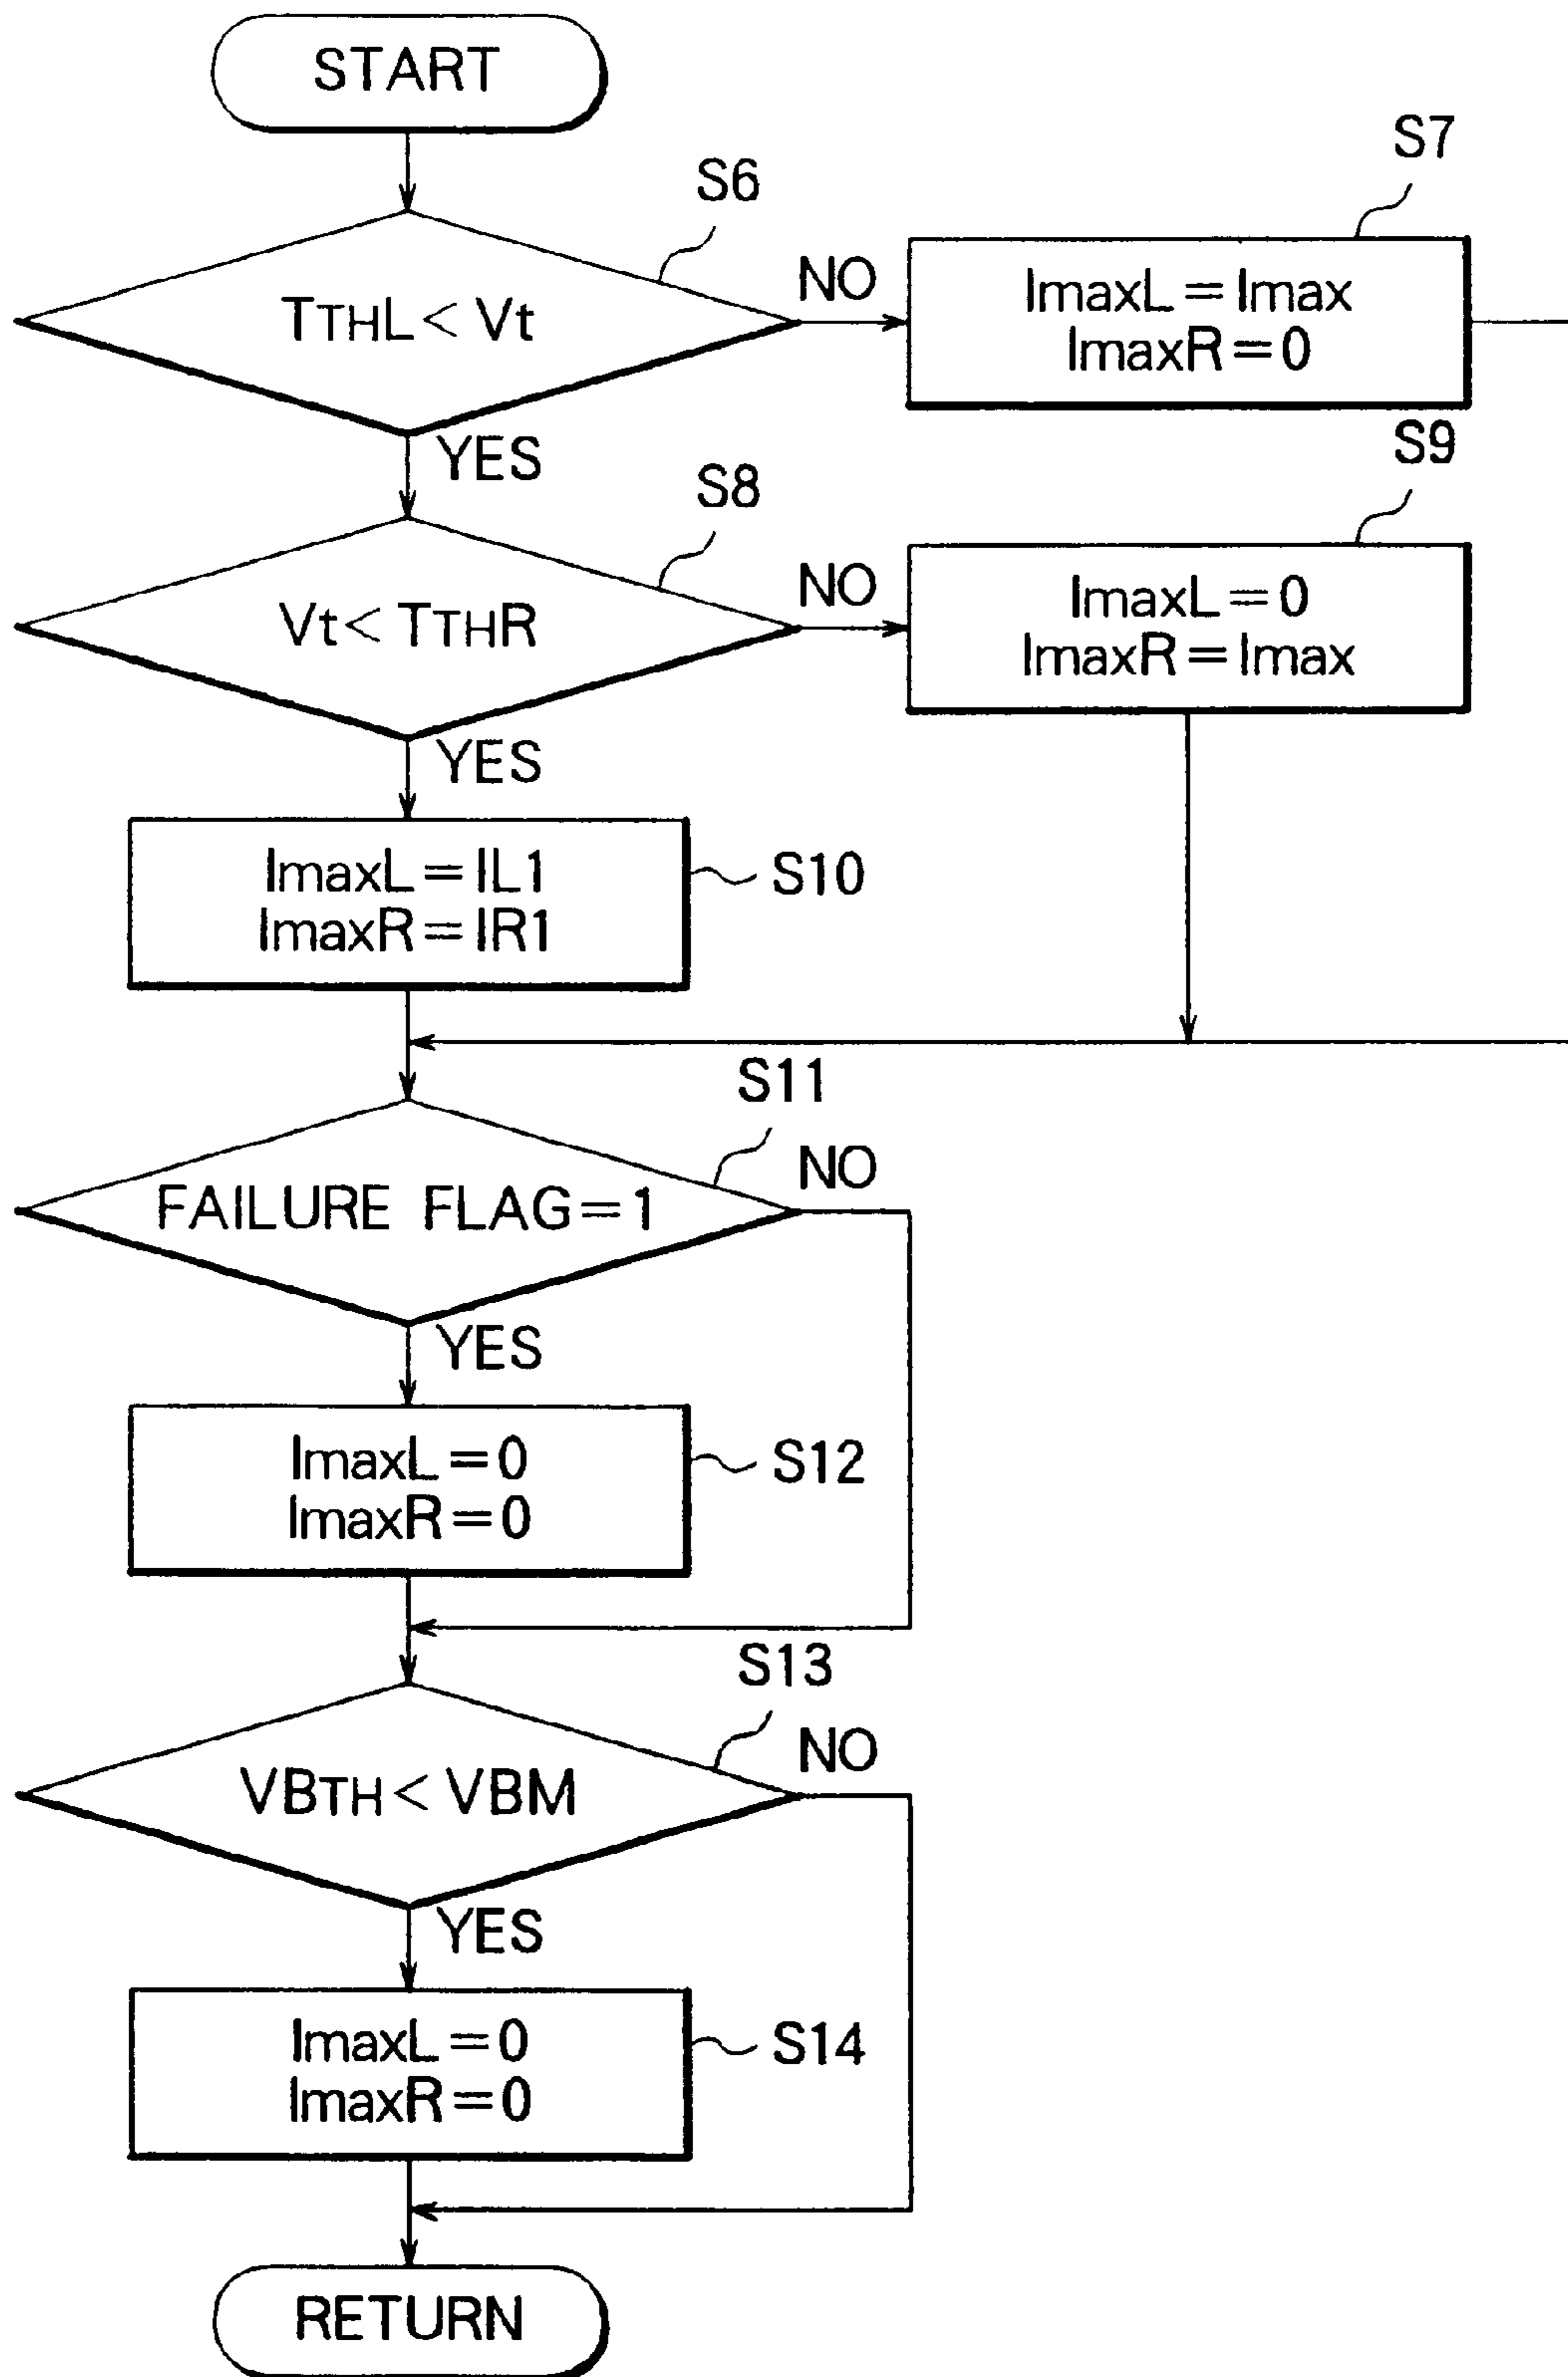 START
S6
TTHL < Vt
NO
S7
ImaxL = Imax
ImaxR = 0
YES
S8
Vt < TTHR
NO
S9
ImaxL = 0
ImaxR = Imax
YES
ImaxL = IL1
ImaxR = IR1
S10
S11
FAILURE FLAG = 1
NO
YES
ImaxL = 0
ImaxR = 0
S12
S13
VBTH < VBM
NO
YES
ImaxL = 0
ImaxR = 0
S14
RETURN